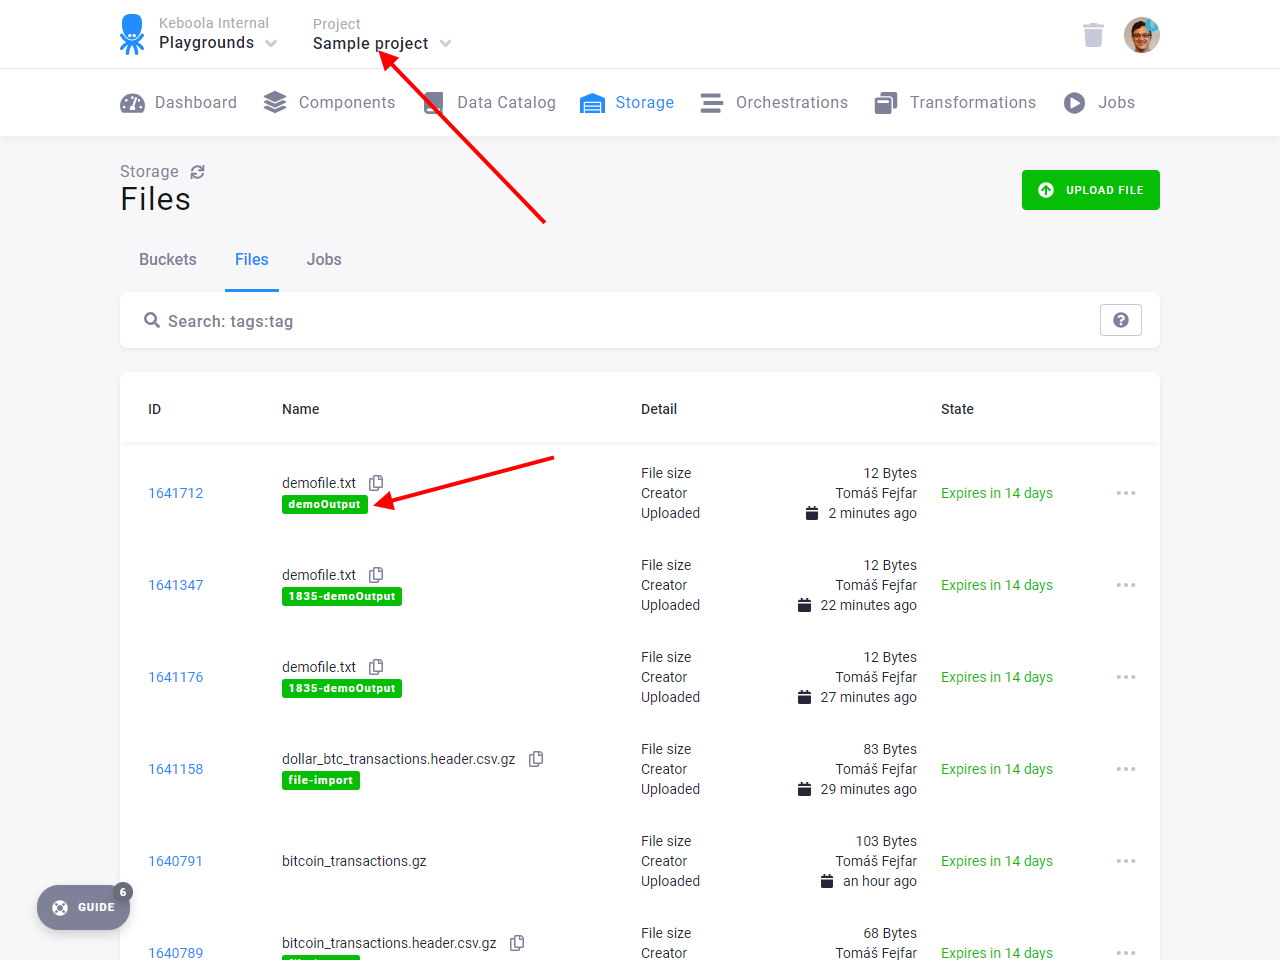 Keboola Internal
Playgrounds
Project
Sample project
Dashboard
Components
Data Catalog
Storage
Orchestrations
Transformations
Jobs
Storage
Files
UPLOAD FILE
Buckets
Files
Jobs
Search: tags:tag
ID
Name
Detail
State
1641712
demofile.txt
demoOutput
File size 12 Bytes
Creator Tomáš Fejfar
Uploaded 2 minutes ago
Expires in 14 days
1641347
demofile.txt
1835-demoOutput
File size 12 Bytes
Creator Tomáš Fejfar
Uploaded 22 minutes ago
Expires in 14 days
1641176
demofile.txt
1835-demoOutput
File size 12 Bytes
Creator Tomáš Fejfar
Uploaded 27 minutes ago
Expires in 14 days
1641158
dollar_btc_transactions.header.csv.gz
file-import
File size 83 Bytes
Creator Tomáš Fejfar
Uploaded 29 minutes ago
Expires in 14 days
1640791
bitcoin_transactions.gz
File size 103 Bytes
Creator Tomáš Fejfar
Uploaded an hour ago
Expires in 14 days
1640789
bitcoin_transactions.header.csv.gz
File size 68 Bytes
Creator Tomáš Fejfar
Expires in 14 days
GUIDE
6